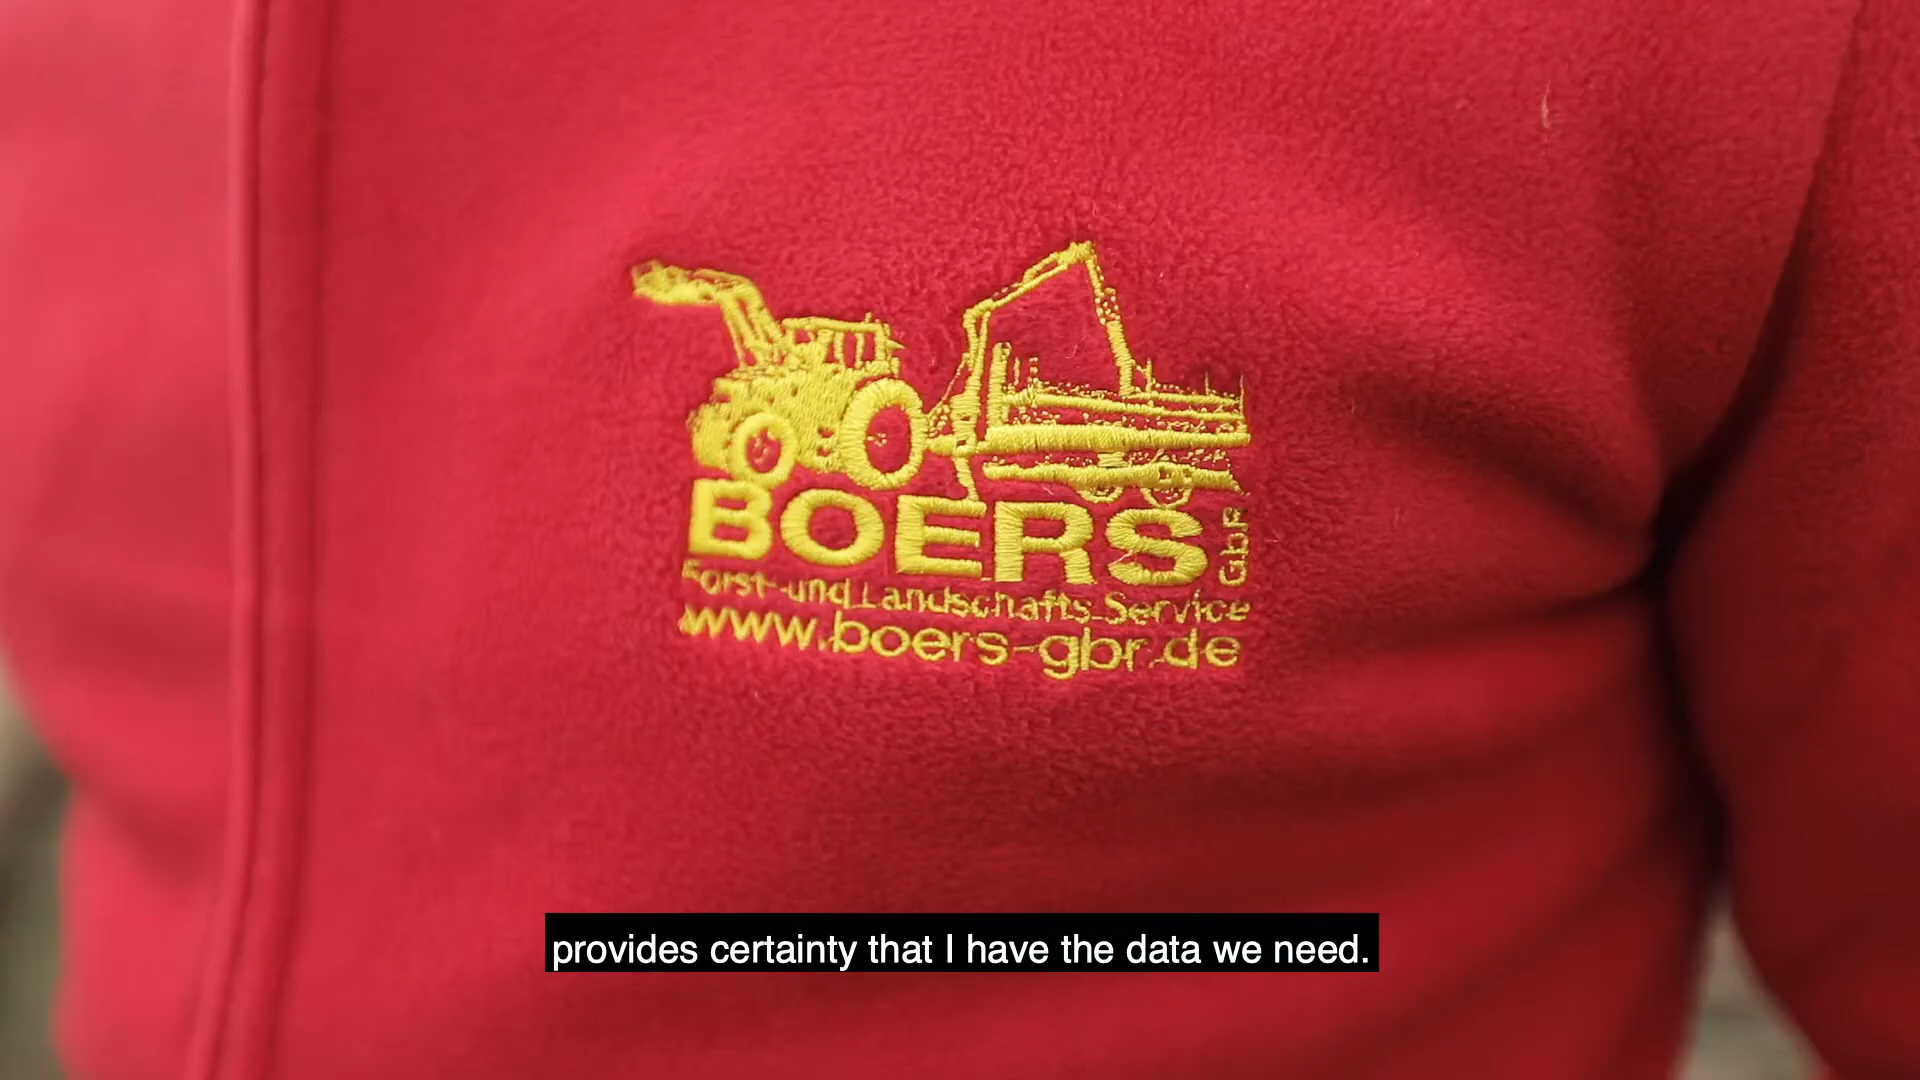 BOERS GbR
Forst-und Landschafts-Service
www.boers-gbr.de
provides certainty that I have the data we need.